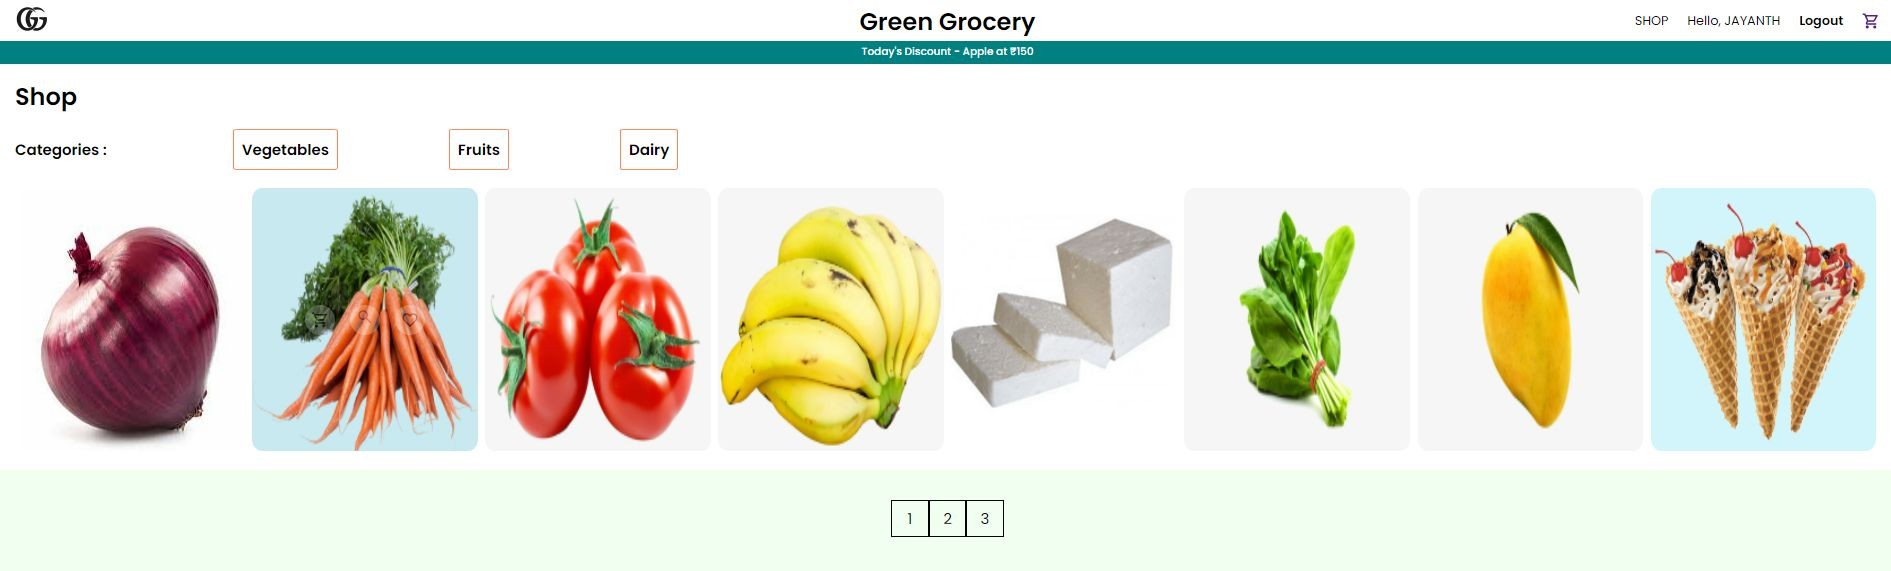 GG
Green Grocery
SHOP Hello, JAYANTH Logout
Today's Discount - Apple at ₹150
Shop
Categories : Vegetables Fruits Dairy
1 2 3